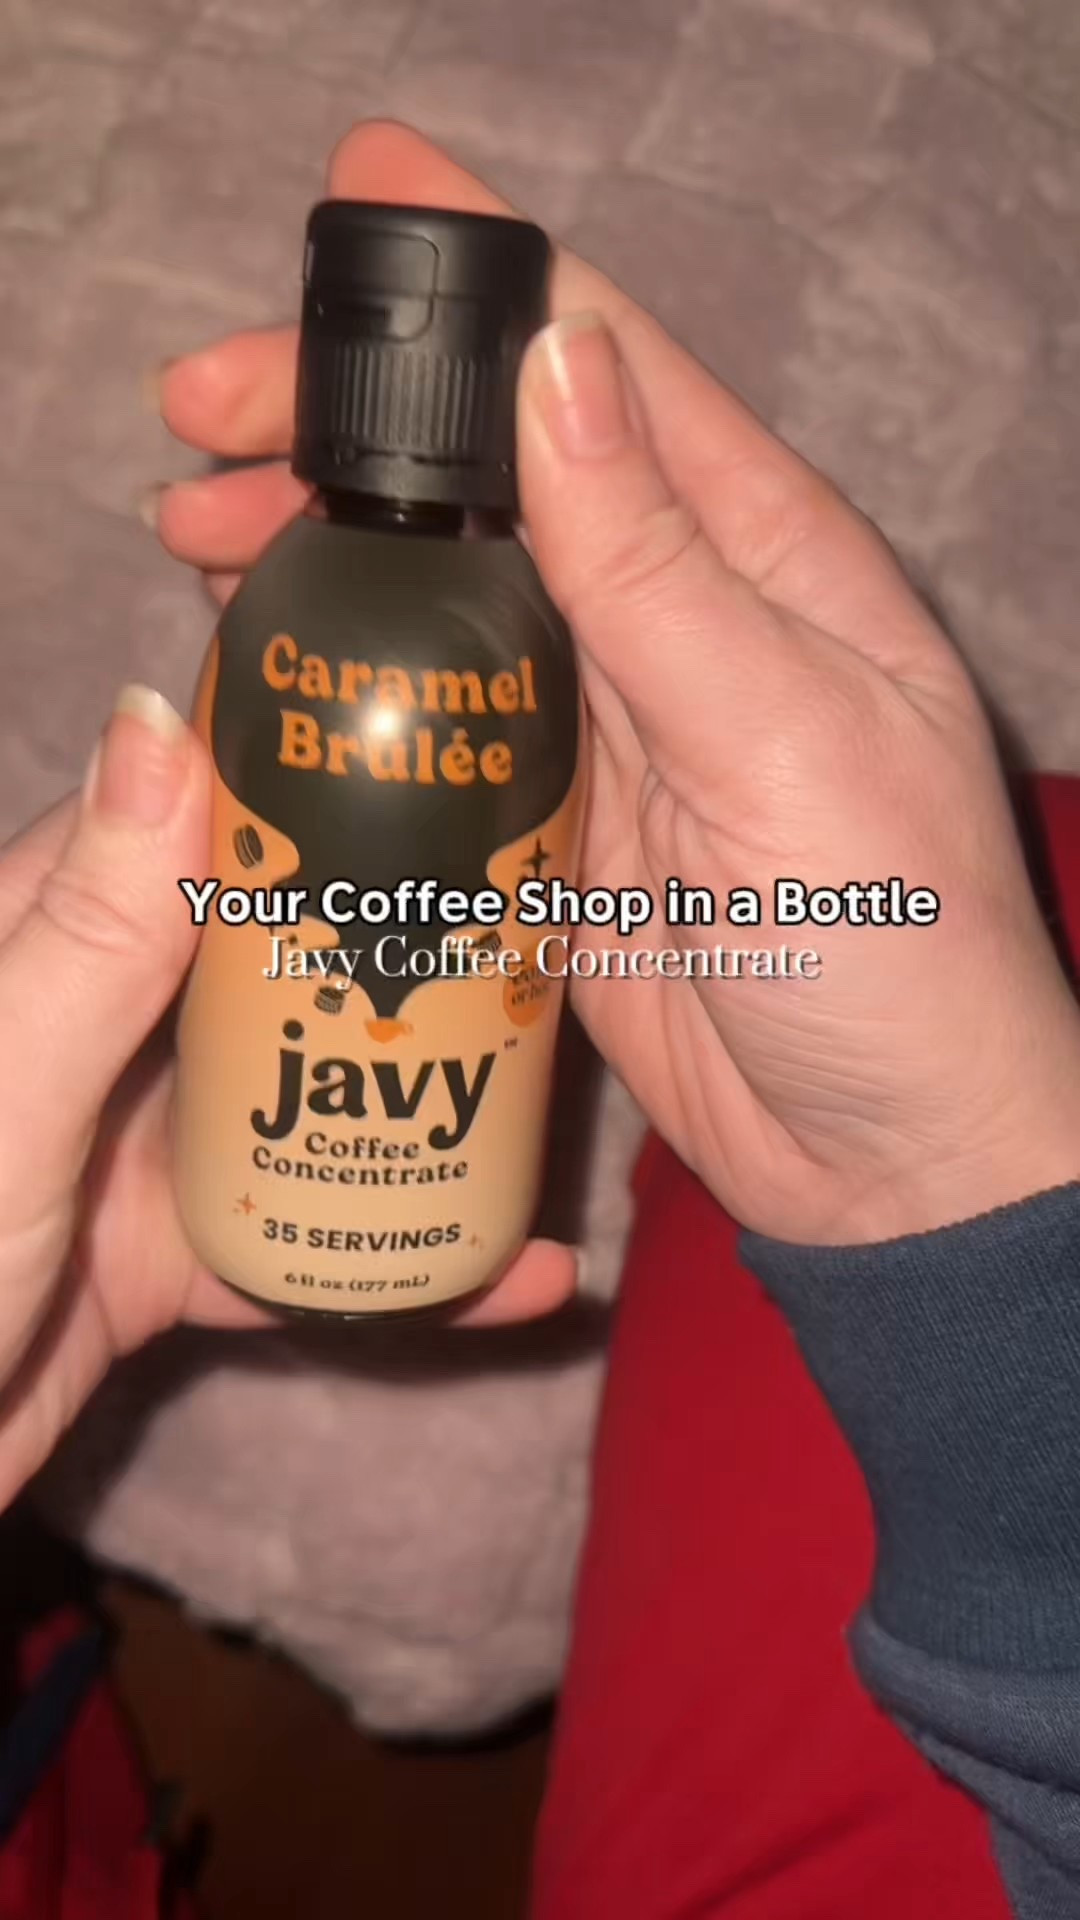 Caramel
Brulée
Your Coffee Shop in a Bottle
Javy Coffee Concentrate
javy™
Coffee
Concentrate
35 SERVINGS
6 fl oz (177 mL)